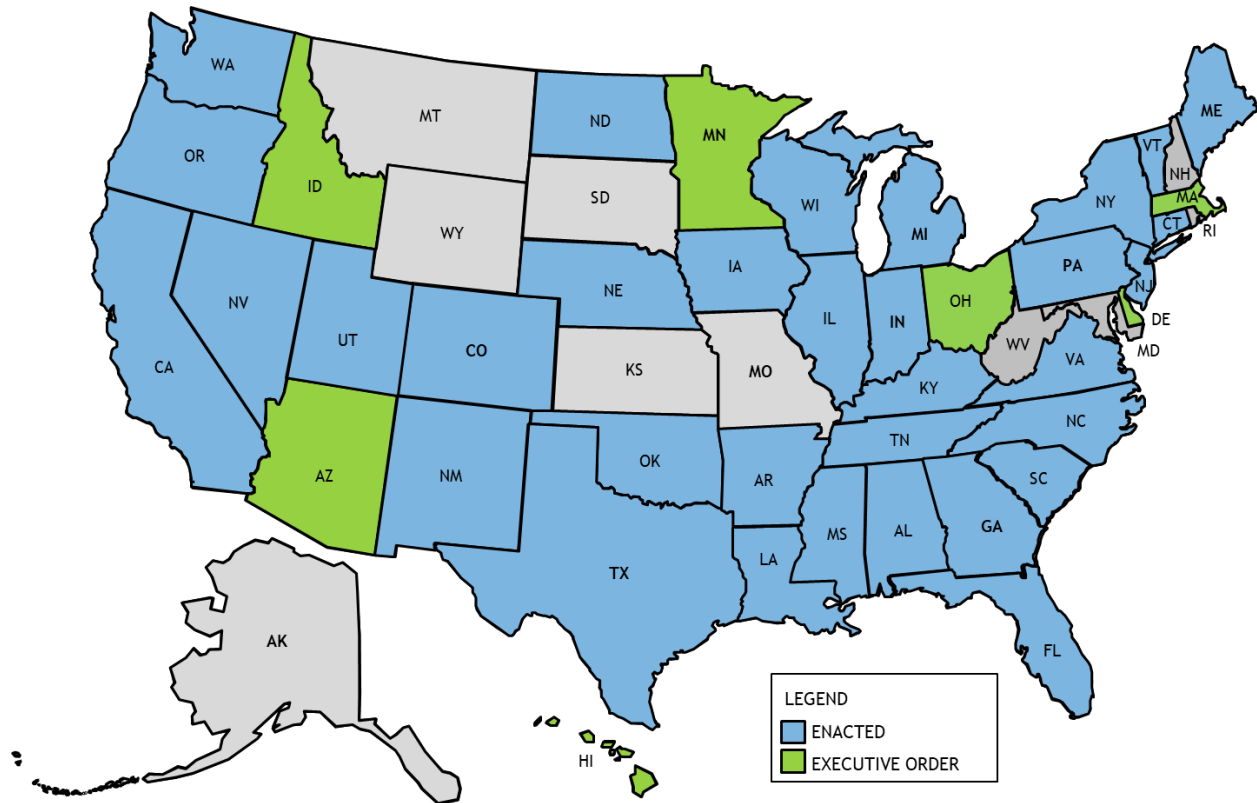 WA
OR
CA
NV
ID
MT
WY
UT
AZ
CO
NM
ND
SD
NE
KS
OK
TX
MN
IA
MO
AR
LA
WI
IL
MI
IN
OH
KY
TN
MS
AL
GA
FL
SC
NC
VA
WV
PA
NY
VT
NH
ME
MA
CT
RI
NJ
DE
MD
AK
HI
LEGEND
ENACTED
EXECUTIVE ORDER